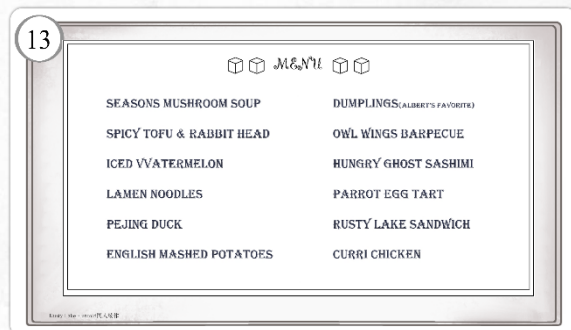 13
MENU
SEASONS MUSHROOM SOUP
SPICY TOFU & RABBIT HEAD
ICED VVATERMELON
LAMEN NOODLES
PEJING DUCK
ENGLISH MASHED POTATOES
DUMPLINGS(ALBERT'S FAVORITE)
OWL WINGS BARPECUE
HUNGRY GHOST SASHIMI
PARROT EGG TART
RUSTY LAKE SANDWICH
CURRI CHICKEN